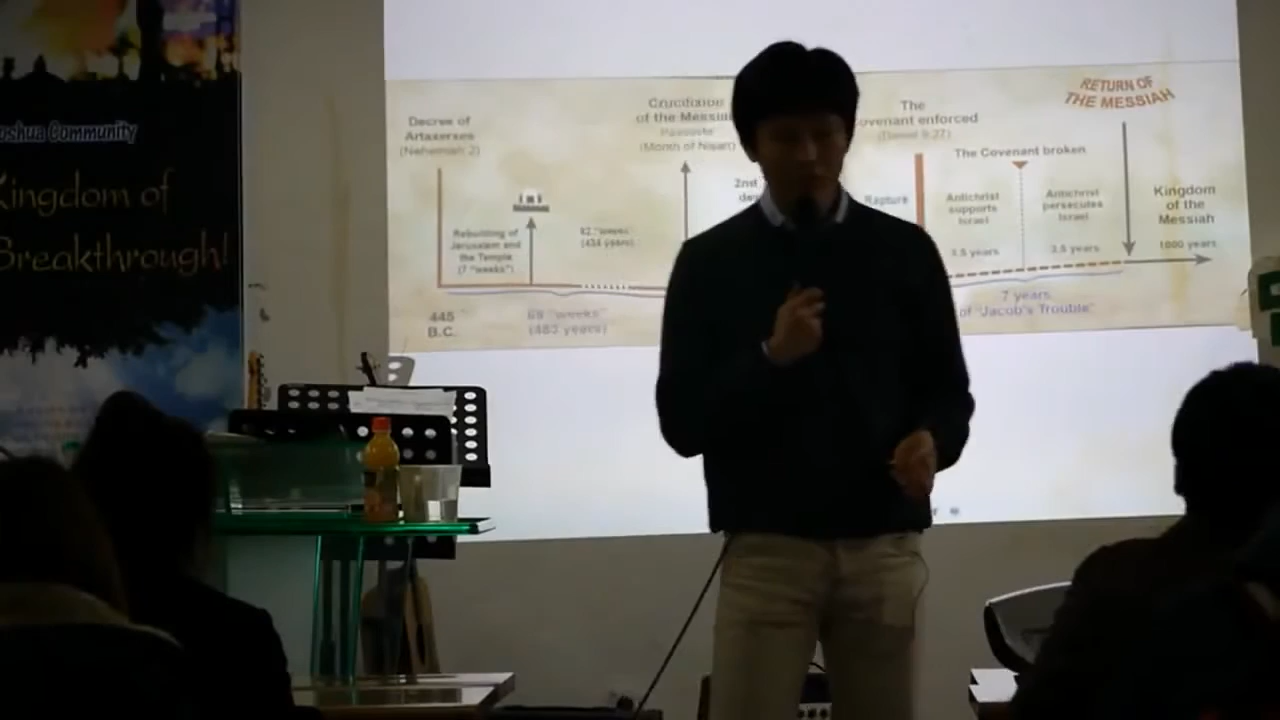 oshua Community
Kingdom of
Breakthrough!
Decree of
Artaxerxes
(Nehemiah 2)
Rebuilding of
Jerusalem and
the Temple
(7 "weeks")
62 "weeks"
(434 years)
445
B.C.
69 "weeks"
(483 years)
Crucifixion
of the Messiah
(Month of Nisan)
2nd
The
ovenant enforced
(Daniel 9:27)
Rapture
The Covenant broken
Antichrist
supports
Israel
3.5 years
Antichrist
persecutes
Israel
3.5 years
7 years
of "Jacob's Trouble"
RETURN OF
THE MESSIAH
Kingdom
of the
Messiah
1000 years